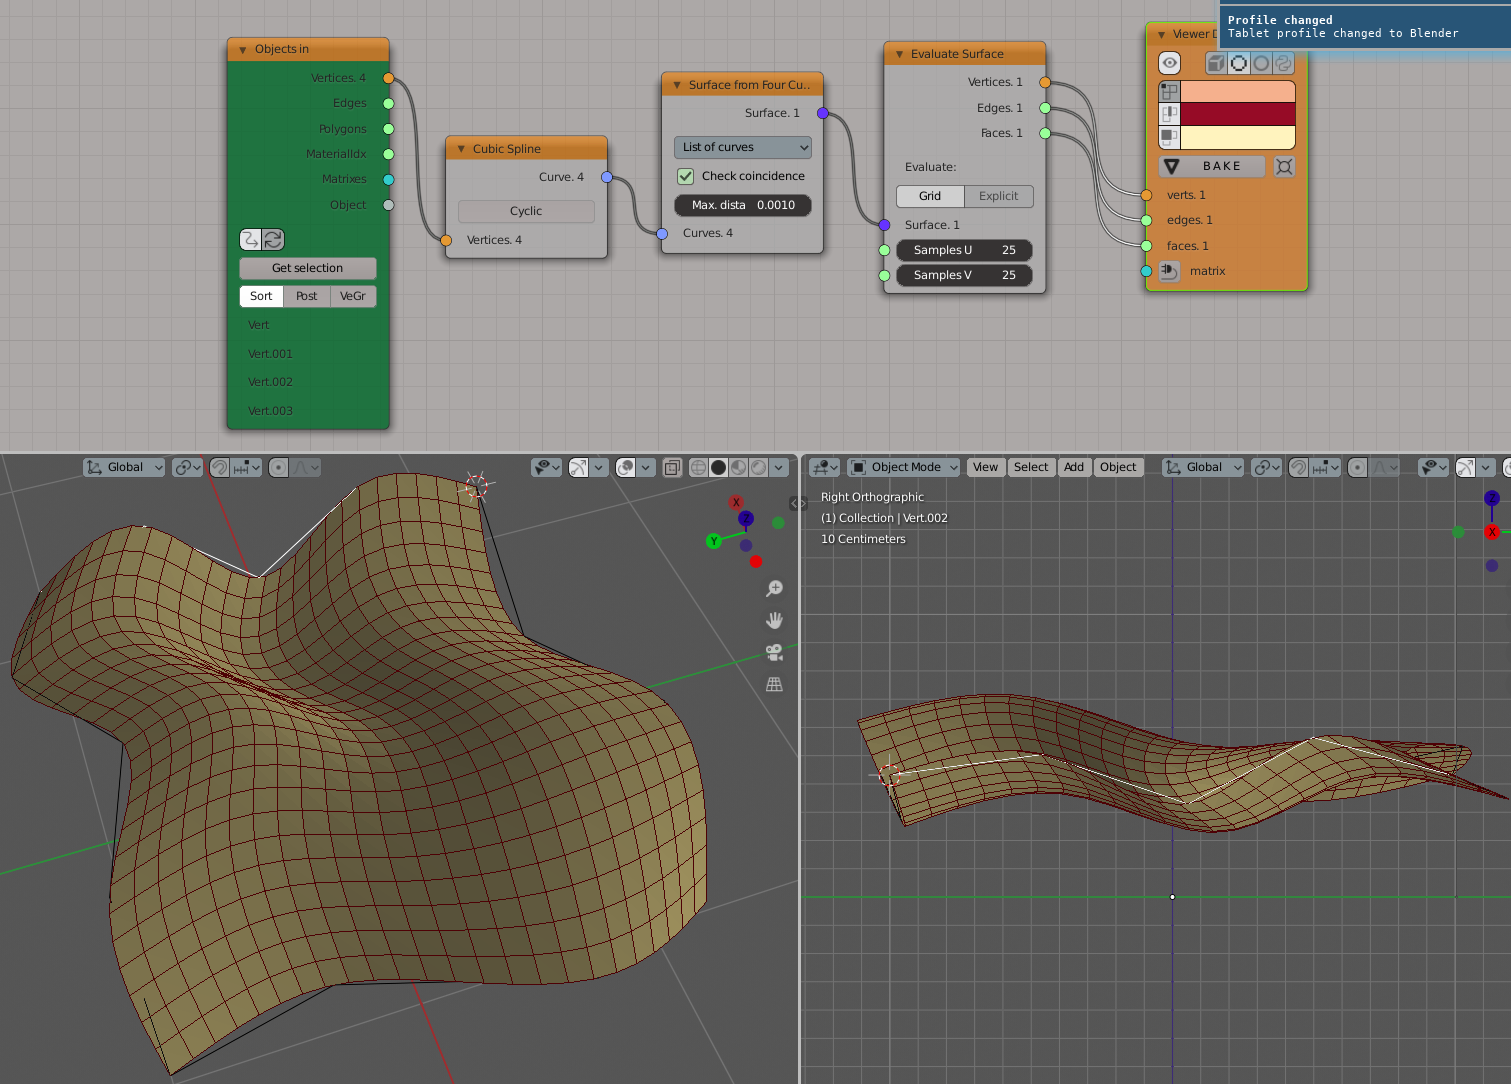 Profile changed
Tablet profile changed to Blender
Objects in
Vertices. 4
Edges
Polygons
MaterialIdx
Matrixes
Object
Get selection
Sort Post VeGr
Vert
Vert.001
Vert.002
Vert.003
Cubic Spline
Curve. 4
Cyclic
Vertices. 4
Surface from Four Cu..
Surface. 1
List of curves
Check coincidence
Max. dista 0.0010
Curves. 4
Evaluate Surface
Vertices. 1
Edges. 1
Faces. 1
Evaluate:
Grid Explicit
Surface. 1
Samples U 25
Samples V 25
Viewer D
BAKE
verts. 1
edges. 1
faces. 1
matrix
Global
X
Z
Y
Object Mode View Select Add Object Global
Right Orthographic
(1) Collection | Vert.002
10 Centimeters
Z
X